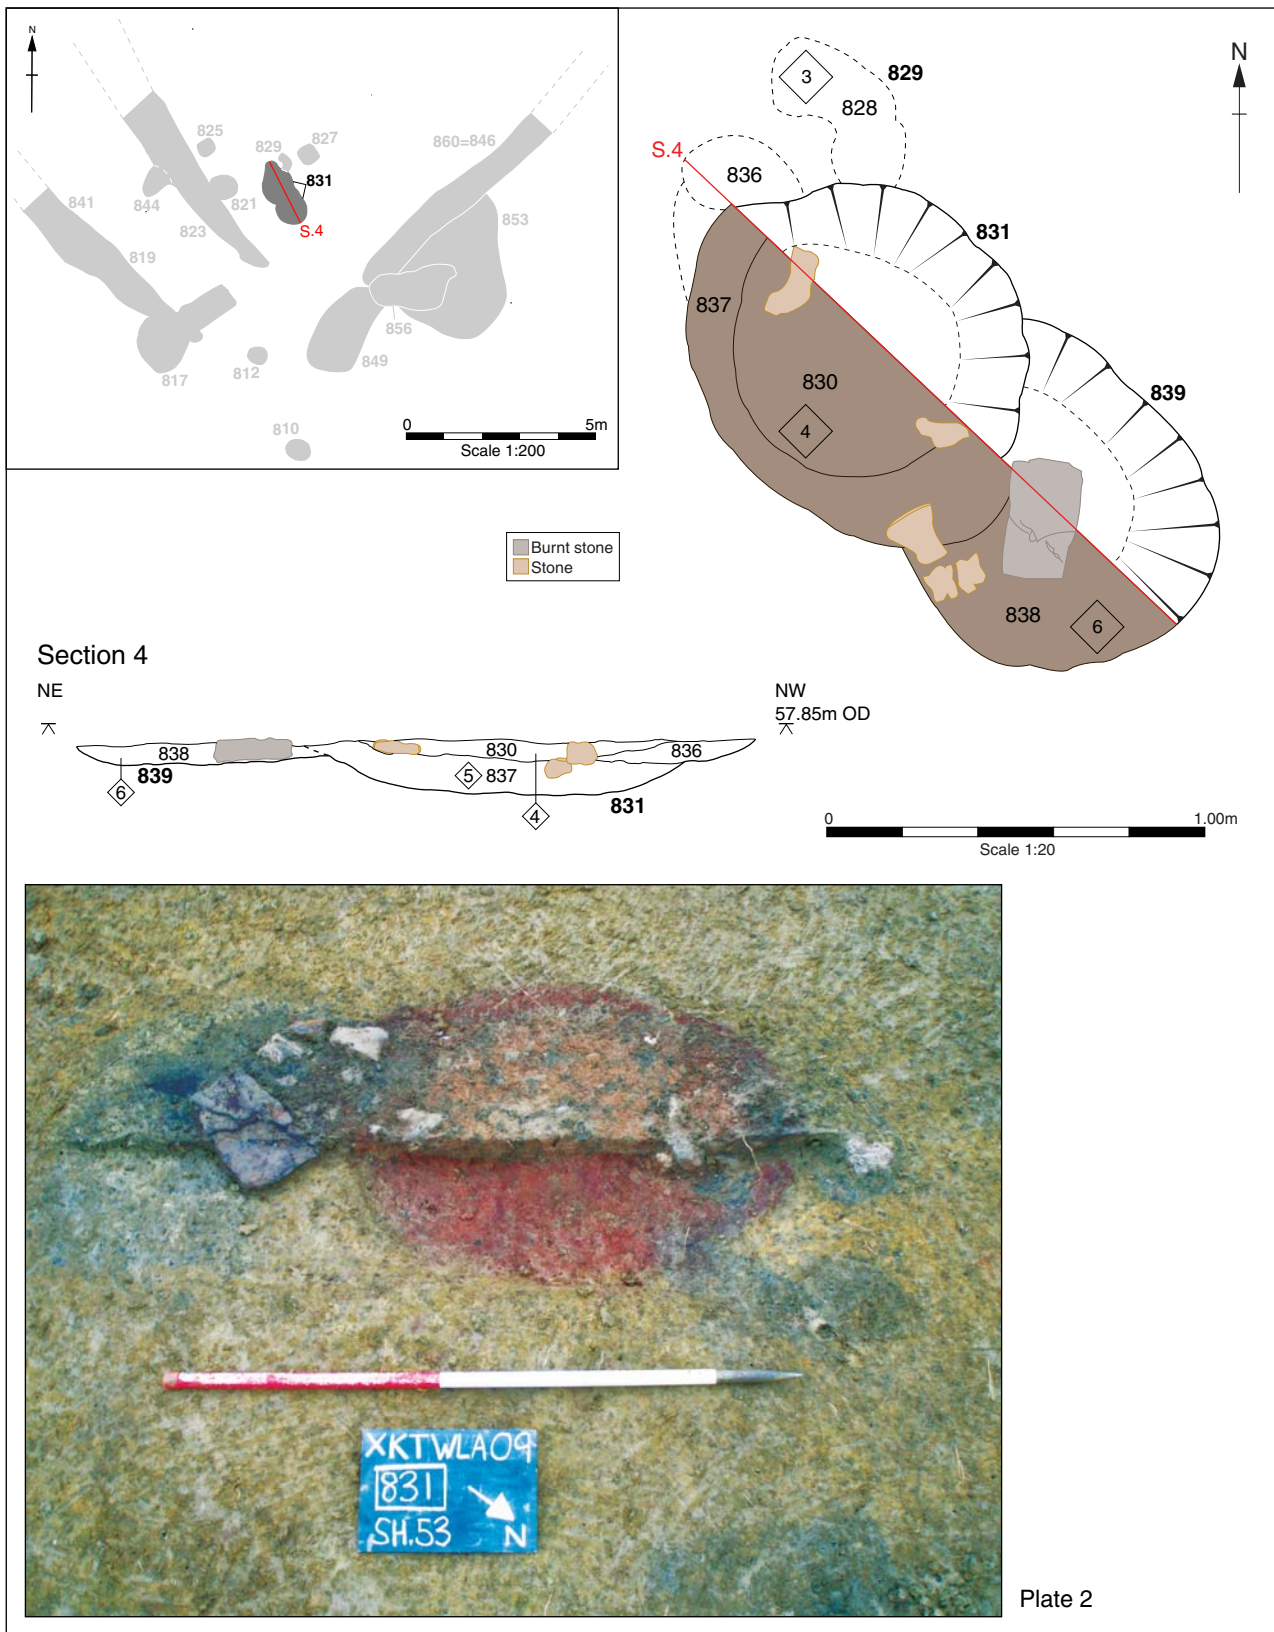 N
825
829
827
860=846
831
841
844
821
853
S.4
823
819
856
849
817
812
810
0 5m
Scale 1:200
N
3
829
828
S.4
836
831
837
830
839
4
838
6
Burnt stone
Stone
Section 4
NE
NW
57.85m OD
838
830
836
839
5
837
6
4
831
0 1.00m
Scale 1:20
XKTWLA09
831
SH.53
N
Plate 2